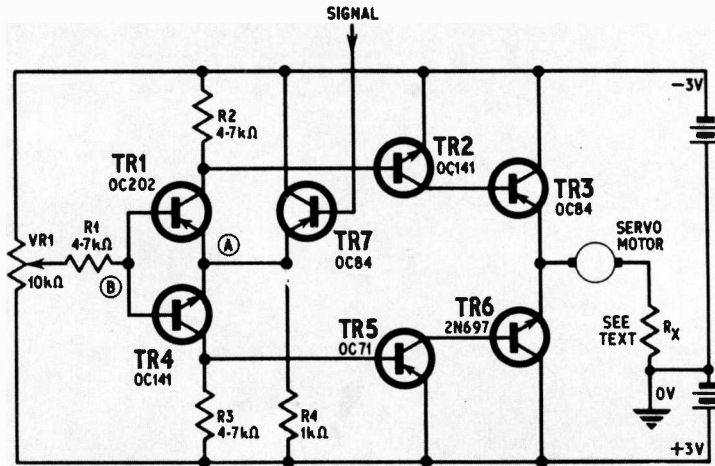 SIGNAL
-3V
R2
4·7kΩ
TR1
OC202
TR2
OC141
TR3
OC84
R1
4·7kΩ
VR1
10kΩ
A
B
TR7
OC84
SERVO
MOTOR
TR4
OC141
TR5
OC71
TR6
2N697
SEE
TEXT
RX
R3
4·7kΩ
R4
1kΩ
0V
+3V